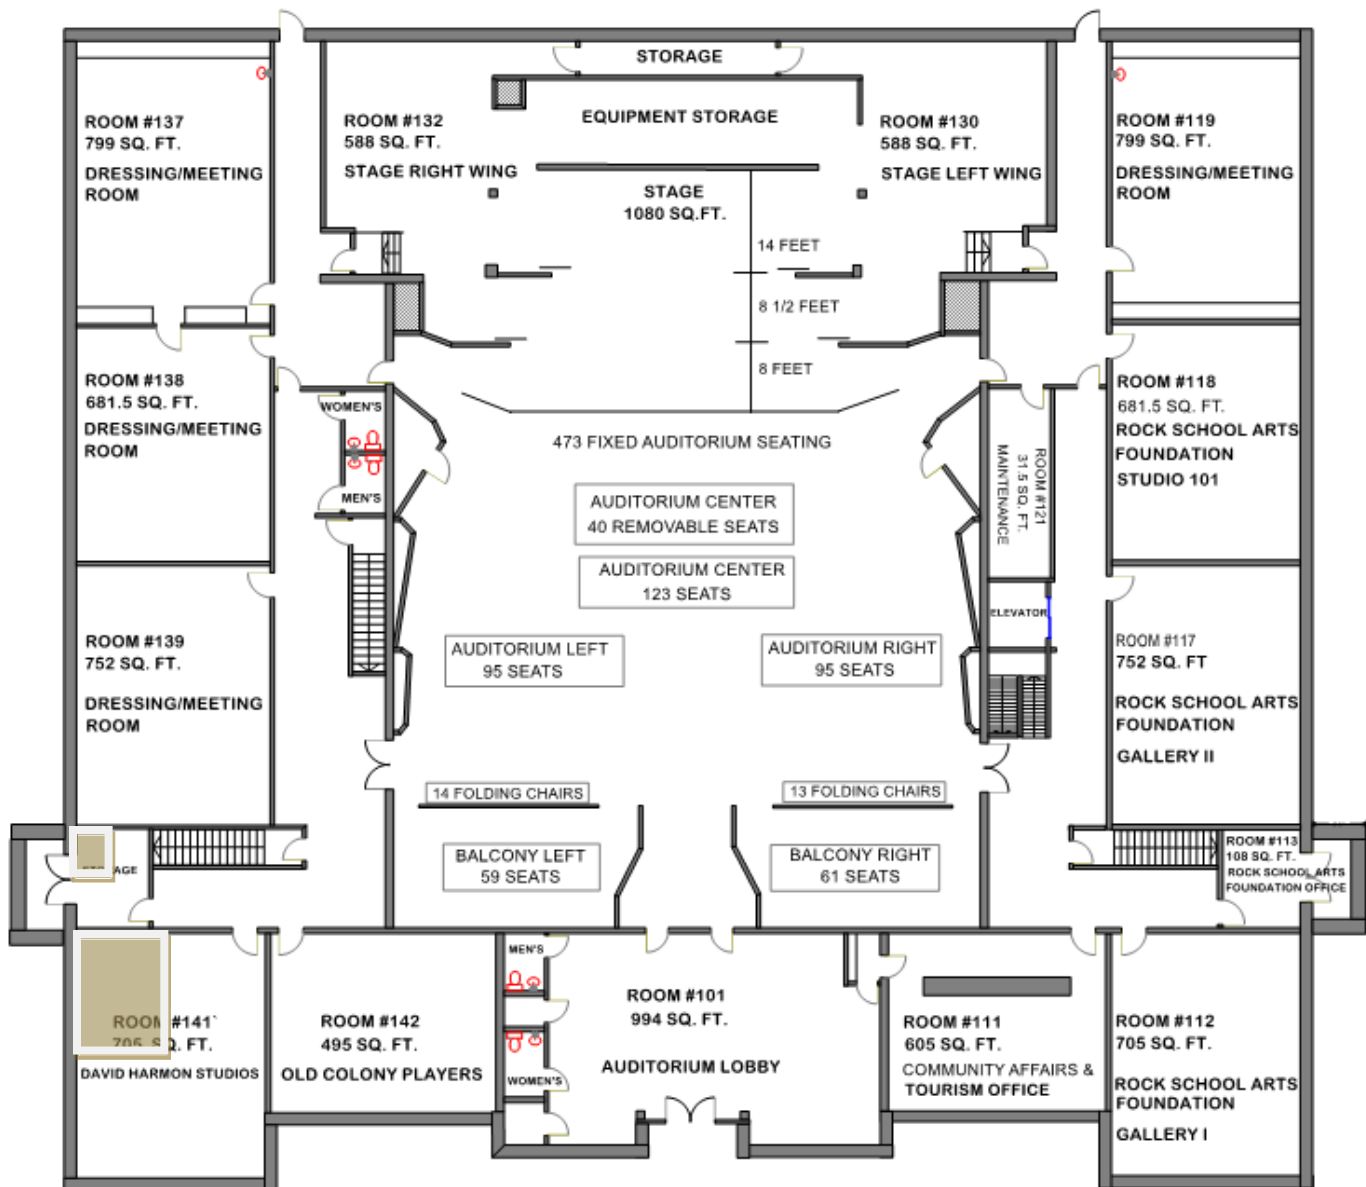 STORAGE
EQUIPMENT STORAGE
ROOM #137
799 SQ. FT.
DRESSING/MEETING
ROOM
ROOM #132
588 SQ. FT.
STAGE RIGHT WING
STAGE
1080 SQ.FT.
ROOM #130
588 SQ. FT.
STAGE LEFT WING
ROOM #119
799 SQ. FT.
DRESSING/MEETING
ROOM
14 FEET
8 1/2 FEET
8 FEET
ROOM #138
681.5 SQ. FT.
DRESSING/MEETING
ROOM
WOMEN'S
MEN'S
473 FIXED AUDITORIUM SEATING
AUDITORIUM CENTER
40 REMOVABLE SEATS
AUDITORIUM CENTER
123 SEATS
ROOM #121
31.5 SQ. FT.
MAINTENANCE
ROOM #118
681.5 SQ. FT.
ROCK SCHOOL ARTS
FOUNDATION
STUDIO 101
ELEVATOR
ROOM #139
752 SQ. FT.
DRESSING/MEETING
ROOM
AUDITORIUM LEFT
95 SEATS
AUDITORIUM RIGHT
95 SEATS
ROOM #117
752 SQ. FT
ROCK SCHOOL ARTS
FOUNDATION
GALLERY II
14 FOLDING CHAIRS
13 FOLDING CHAIRS
BALCONY LEFT
59 SEATS
BALCONY RIGHT
61 SEATS
ROOM #113
108 SQ. FT.
ROCK SCHOOL ARTS
FOUNDATION OFFICE
STORAGE
ROOM #141`
705 SQ. FT.
DAVID HARMON STUDIOS
ROOM #142
495 SQ. FT.
OLD COLONY PLAYERS
MEN'S
WOMEN'S
ROOM #101
994 SQ. FT.
AUDITORIUM LOBBY
ROOM #111
605 SQ. FT.
COMMUNITY AFFAIRS &
TOURISM OFFICE
ROOM #112
705 SQ. FT.
ROCK SCHOOL ARTS
FOUNDATION
GALLERY I